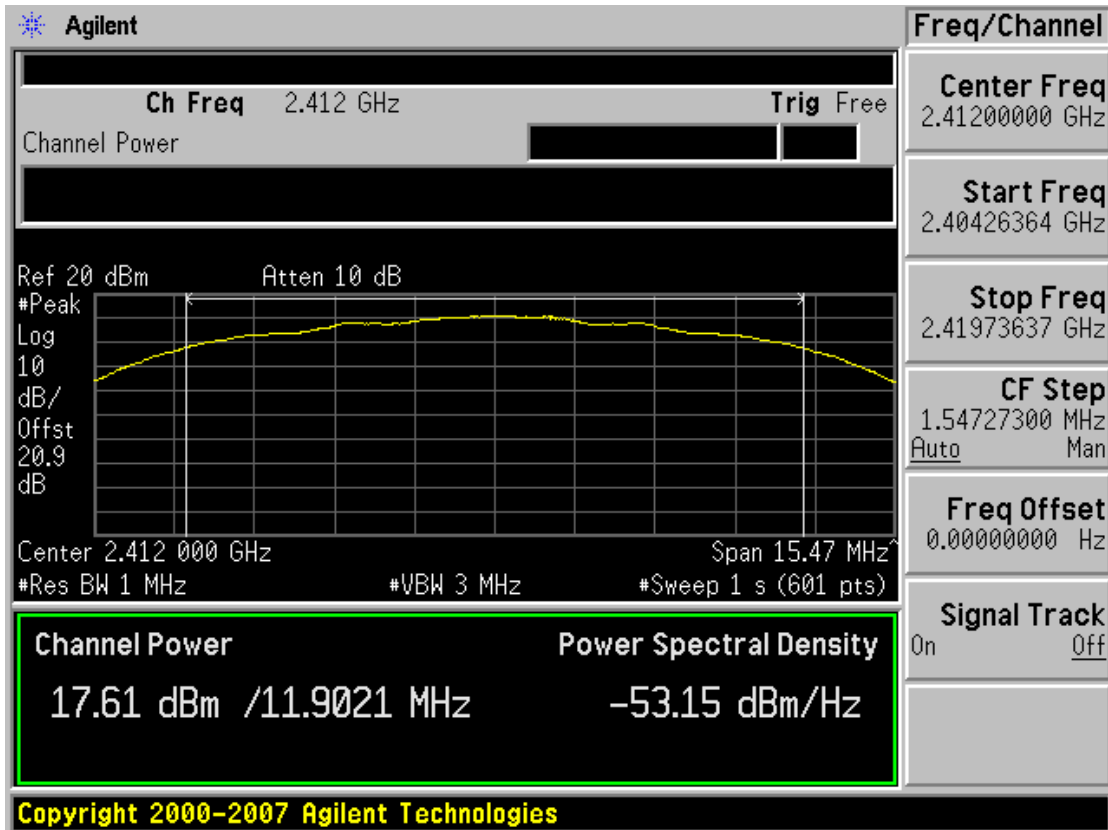 Agilent
Freq/Channel
Ch Freq 2.412 GHz Trig Free
Channel Power
Center Freq
2.41200000 GHz
Start Freq
2.40426364 GHz
Stop Freq
2.41973637 GHz
CF Step
1.54727300 MHz
Auto Man
Freq Offset
0.00000000 Hz
Signal Track
On Off
Ref 20 dBm Atten 10 dB
#Peak
Log
10
dB/
Offst
20.9
dB
Center 2.412 000 GHz Span 15.47 MHz^
#Res BW 1 MHz #VBW 3 MHz #Sweep 1 s (601 pts)
Channel Power Power Spectral Density
17.61 dBm /11.9021 MHz -53.15 dBm/Hz
Copyright 2000-2007 Agilent Technologies